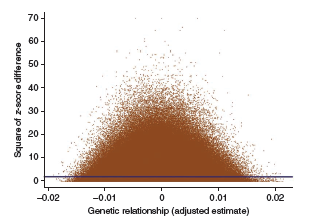 Square of z-score difference
70
60
50
40
30
20
10
0
−0.02 −0.01 0 0.01 0.02
Genetic relationship (adjusted estimate)